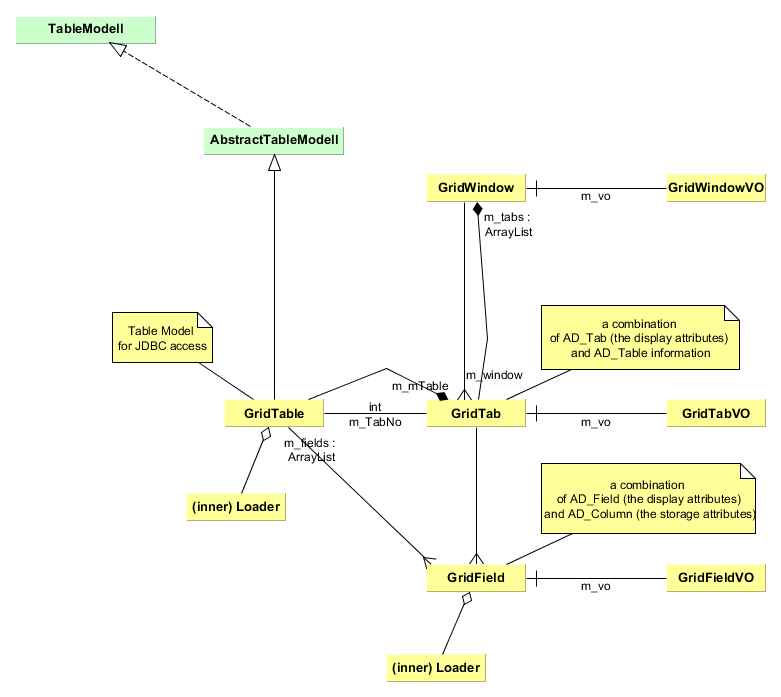 TableModell
AbstractTableModell
GridWindow
m_vo
GridWindowVO
m_tabs :
ArrayList
Table Model
for JDBC access
a combination
of AD_Tab (the display attributes)
and AD_Table information
m_window
m_mTable
GridTable
int
m_TabNo
GridTab
m_vo
GridTabVO
m_fields :
ArrayList
(inner) Loader
a combination
of AD_Field (the display attributes)
and AD_Column (the storage attributes)
GridField
m_vo
GridFieldVO
(inner) Loader